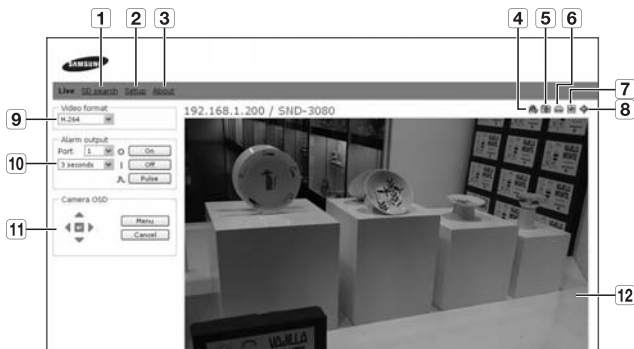 1 2 3 4 5 6 7 8
SAMSUNG
Live SD search Setup About
9
Video format
H.264
192.168.1.200 / SND-3080
Alarm output
Port: 1 On
10
3 seconds Off
Pulse
Camera OSD
11
Menu
Cancel
12
VAJILLA